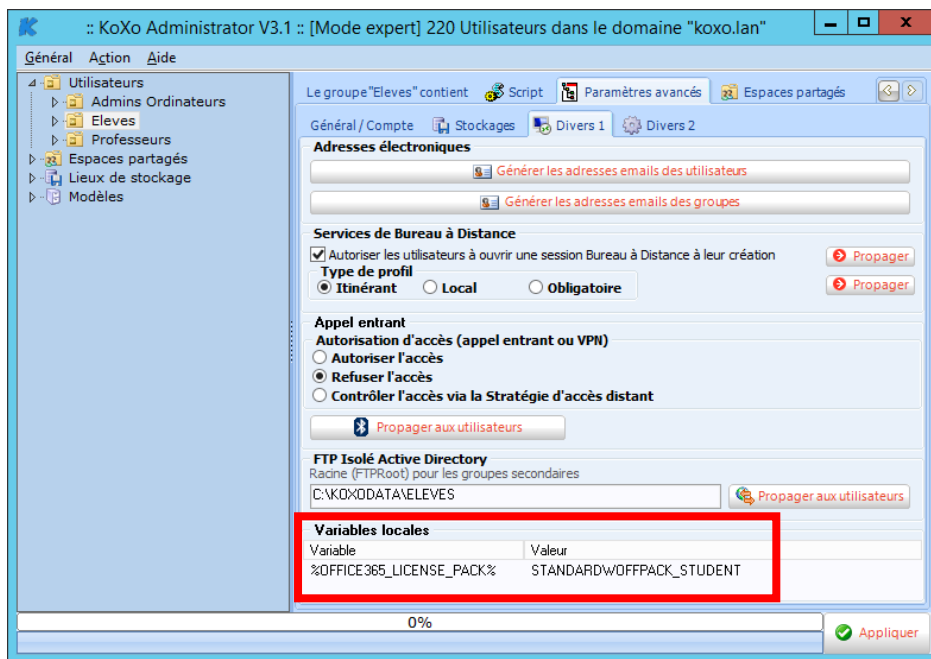 :: KoXo Administrator V3.1 :: [Mode expert] 220 Utilisateurs dans le domaine "koxo.lan"
Général Action Aide
Utilisateurs
Admins Ordinateurs
Eleves
Professeurs
Espaces partagés
Lieux de stockage
Modèles
Le groupe "Eleves" contient Script Paramètres avancés Espaces partagés
Général / Compte Stockages Divers 1 Divers 2
Adresses électroniques
Générer les adresses emails des utilisateurs
Générer les adresses emails des groupes
Services de Bureau à Distance
Autoriser les utilisateurs à ouvrir une session Bureau à Distance à leur création Propager
Type de profil
Itinérant Local Obligatoire Propager
Appel entrant
Autorisation d'accès (appel entrant ou VPN)
Autoriser l'accès
Refuser l'accès
Contrôler l'accès via la Stratégie d'accès distant
Propager aux utilisateurs
FTP Isolé Active Directory
Racine (FTPRoot) pour les groupes secondaires
C:\KOXODATA\ELEVES Propager aux utilisateurs
Variables locales
Variable Valeur
%OFFICE365_LICENSE_PACK% STANDARDWOFFPACK_STUDENT
0%
Appliquer